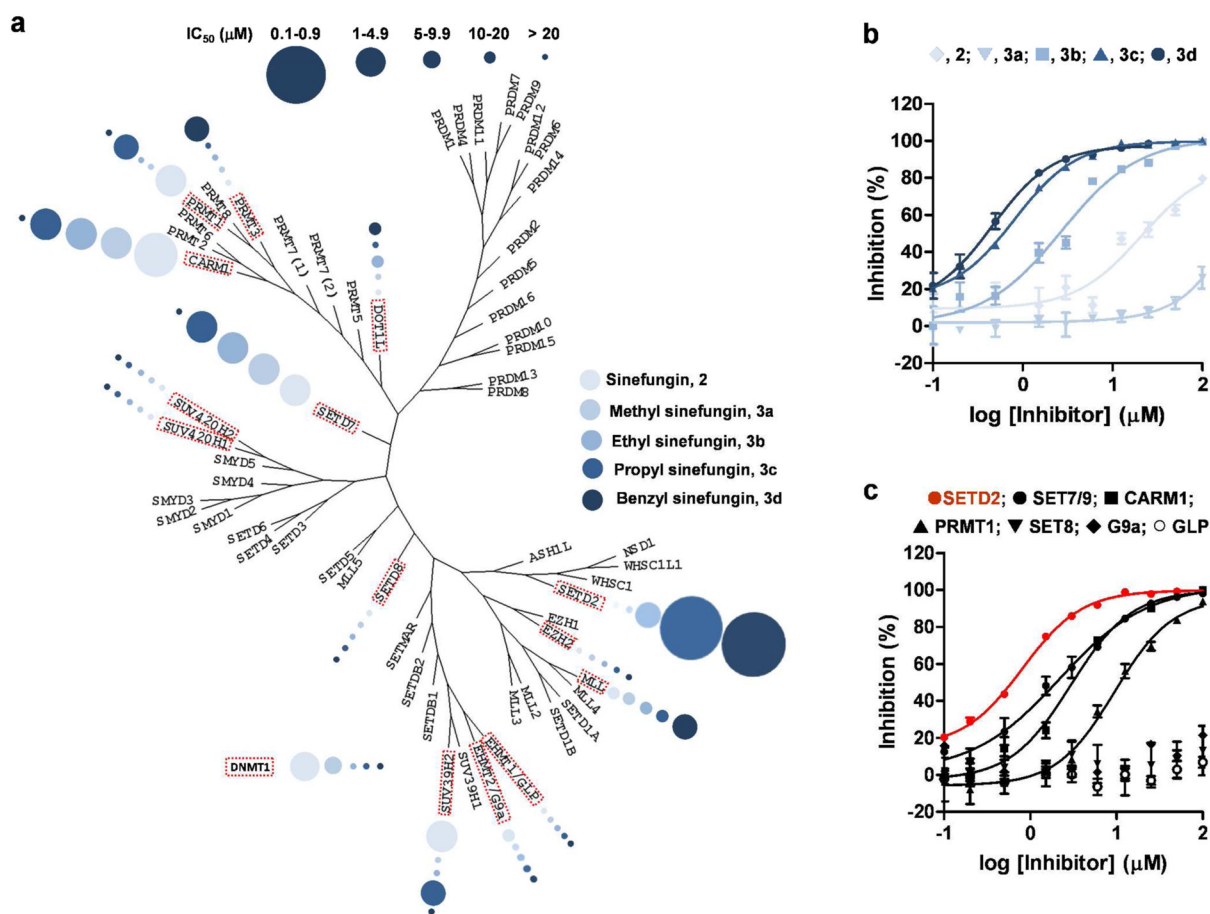 a
IC50 (μM) 0.1-0.9 1-4.9 5-9.9 10-20 > 20
PRDM1
PRDM4
PRDM11
PRDM7
PRDM9
PRDM12
PRDM6
PRDM14
PRDM2
PRDM5
PRDM16
PRDM10
PRDM15
PRDM13
PRDM8
PRMT8
PRMT1
PRMT3
PRMT6
PRMT2
CARM1
PRMT7(1)
PRMT7(2)
PRMT5
DOT1L
SETD7
SUV420H2
SUV420H1
SMYD5
SMYD4
SMYD3
SMYD2
SMYD1
SETD6
SETD4
SETD3
SETD5
MLL5
SETD8
SETMAR
SETDB2
SETDB1
SUV39H2
SUV39H1
EHMT2/G9a
EHMT1/GLP
ASH1L
NSD1
WHSC1L1
WHSC1
SETD2
EZH1
EZH2
MLL
MLL4
SETD1A
SETD1B
MLL2
MLL3
DNMT1
Sinefungin, 2
Methyl sinefungin, 3a
Ethyl sinefungin, 3b
Propyl sinefungin, 3c
Benzyl sinefungin, 3d
b
, 2; , 3a; , 3b; , 3c; , 3d
Inhibition (%)
120
100
80
60
40
20
0
-20
-1 0 1 2
log [Inhibitor] (μM)
c
SETD2; SET7/9; CARM1;
PRMT1; SET8; G9a; GLP
Inhibition (%)
120
100
80
60
40
20
0
-20
-1 0 1 2
log [Inhibitor] (μM)